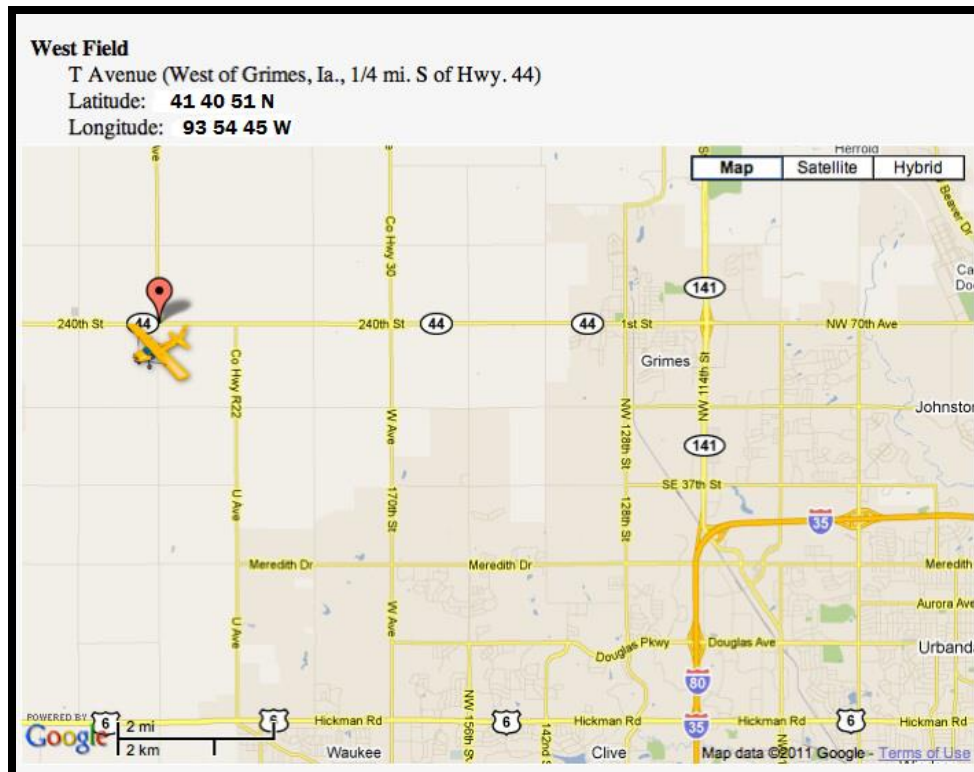 West Field
T Avenue (West of Grimes, Ia., 1/4 mi. S of Hwy. 44)
Latitude: 41 40 51 N
Longitude: 93 54 45 W
Herrold
Map Satellite Hybrid
Ave
Co Hwy 30
Beaver Dr
141
240th St 44 240th St 44 44 1st St NW 70th Ave
Grimes
NW 114th St
Co Hwy R22
W Ave
NW 128th St
Johnston
141
U Ave
170th St
128th St
SE 37th St
35
Meredith Dr Meredith Dr Meredith
Aurora Ave
U Ave
W Ave
Douglas Pkwy Douglas Ave
Urbanda
80
NW 156th St
142nd
POWERED BY
Google
6 6 Hickman Rd 6 Hickman Rd 35 6 Hickman Rd
2 mi
2 km
Waukee Clive Map data ©2011 Google - Terms of Use